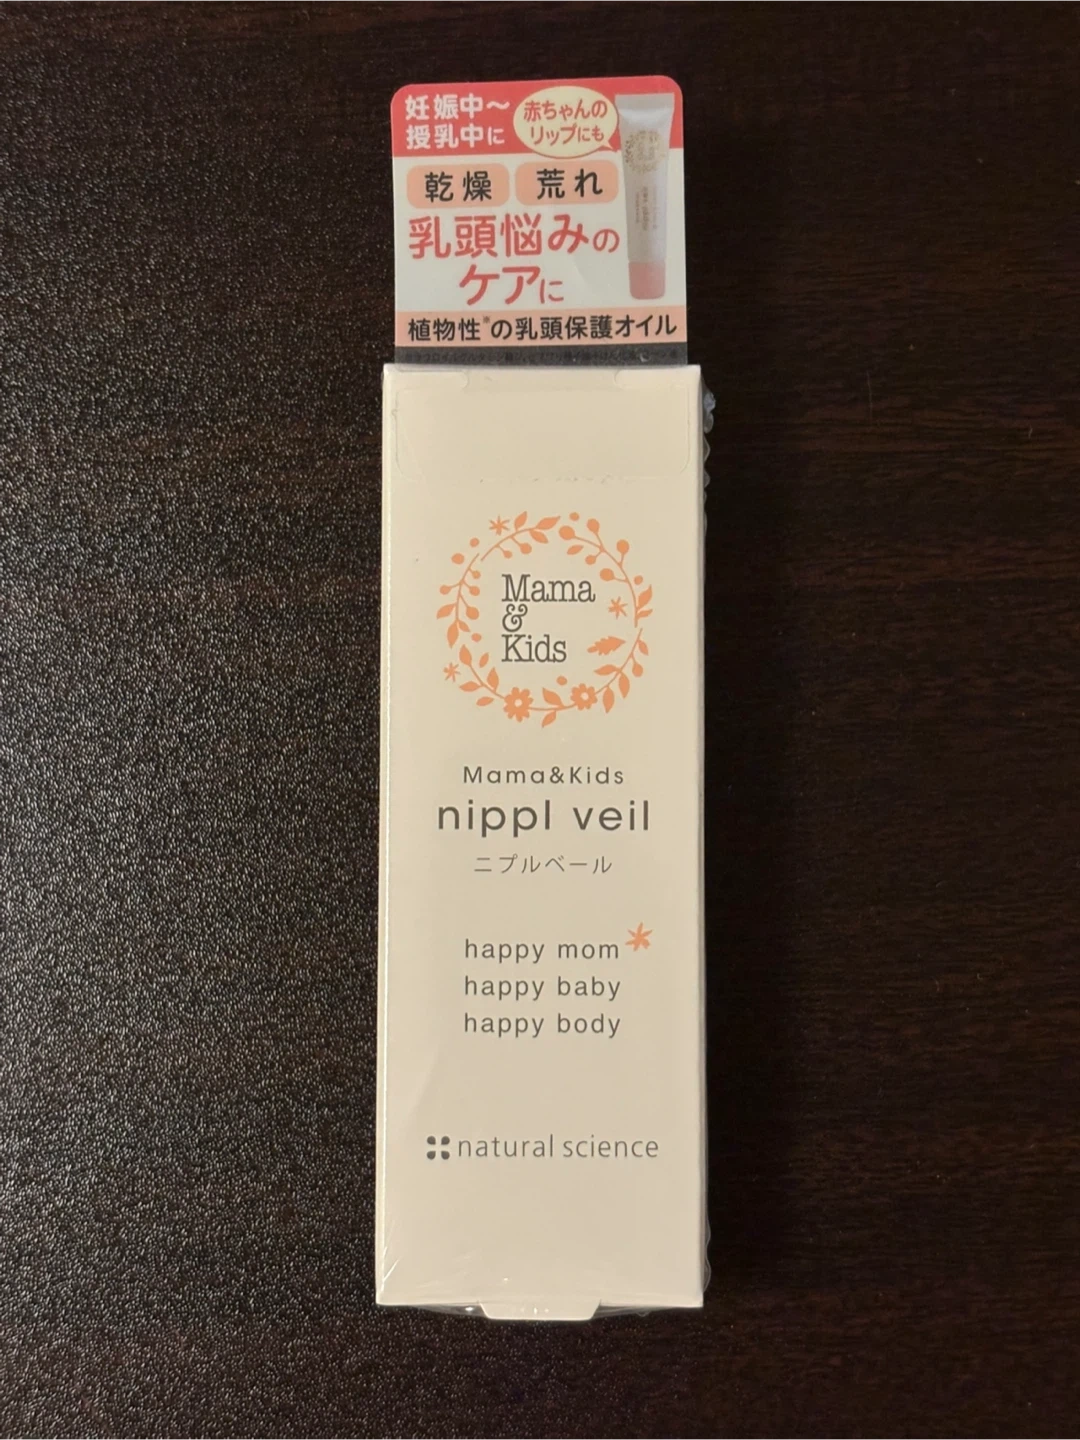 妊娠中～
授乳中に
赤ちゃんの
リップにも
乾燥
荒れ
乳頭悩みの
ケアに
植物性※の乳頭保護オイル
Mama
&
Kids
Mama&Kids
nippl veil
ニプルベール
happy mom
happy baby
happy body
natural science